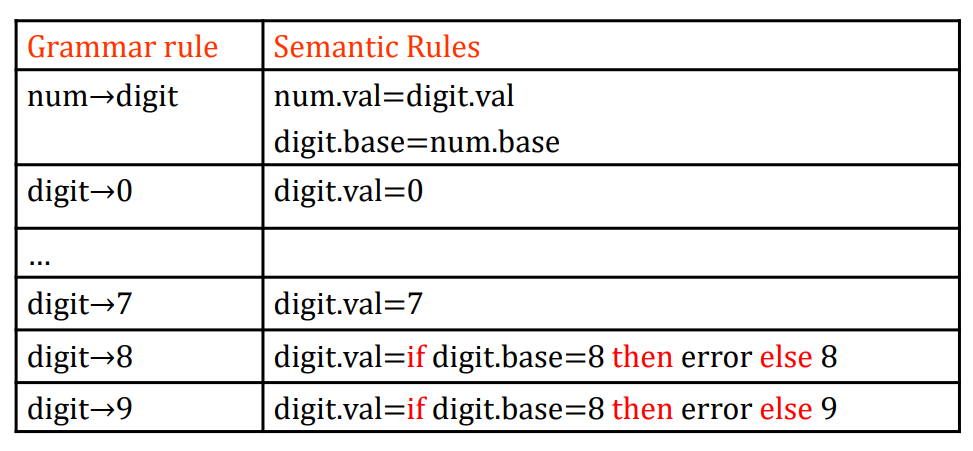 Grammar rule Semantic Rules
num→digit num.val=digit.val
digit.base=num.base
digit→0 digit.val=0
...
digit→7 digit.val=7
digit→8 digit.val=if digit.base=8 then error else 8
digit→9 digit.val=if digit.base=8 then error else 9